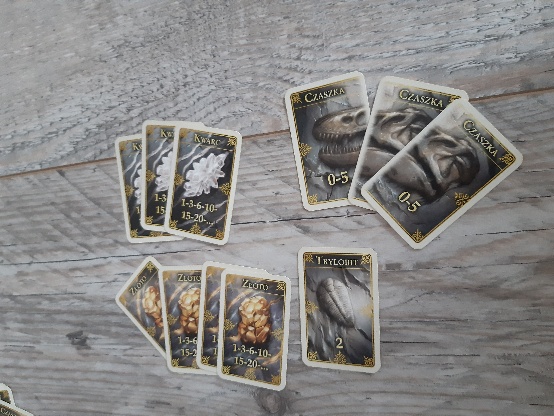 CZASZKA
0-5
CZASZKA
CZASZKA
0-5
KWARC
1-3-6-10-
15-20-...
ZŁOTO
ZŁOTO
1-3-6-10-
15-20-...
TRYLOBIT
2